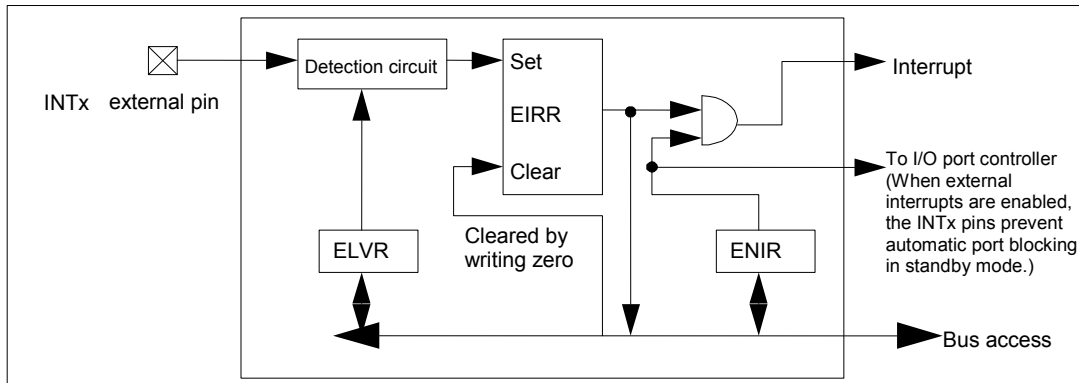 INTx external pin
Detection circuit
Set
EIRR
Clear
ELVR
Cleared by
writing zero
ENIR
Interrupt
To I/O port controller
(When external
interrupts are enabled,
the INTx pins prevent
automatic port blocking
in standby mode.)
Bus access